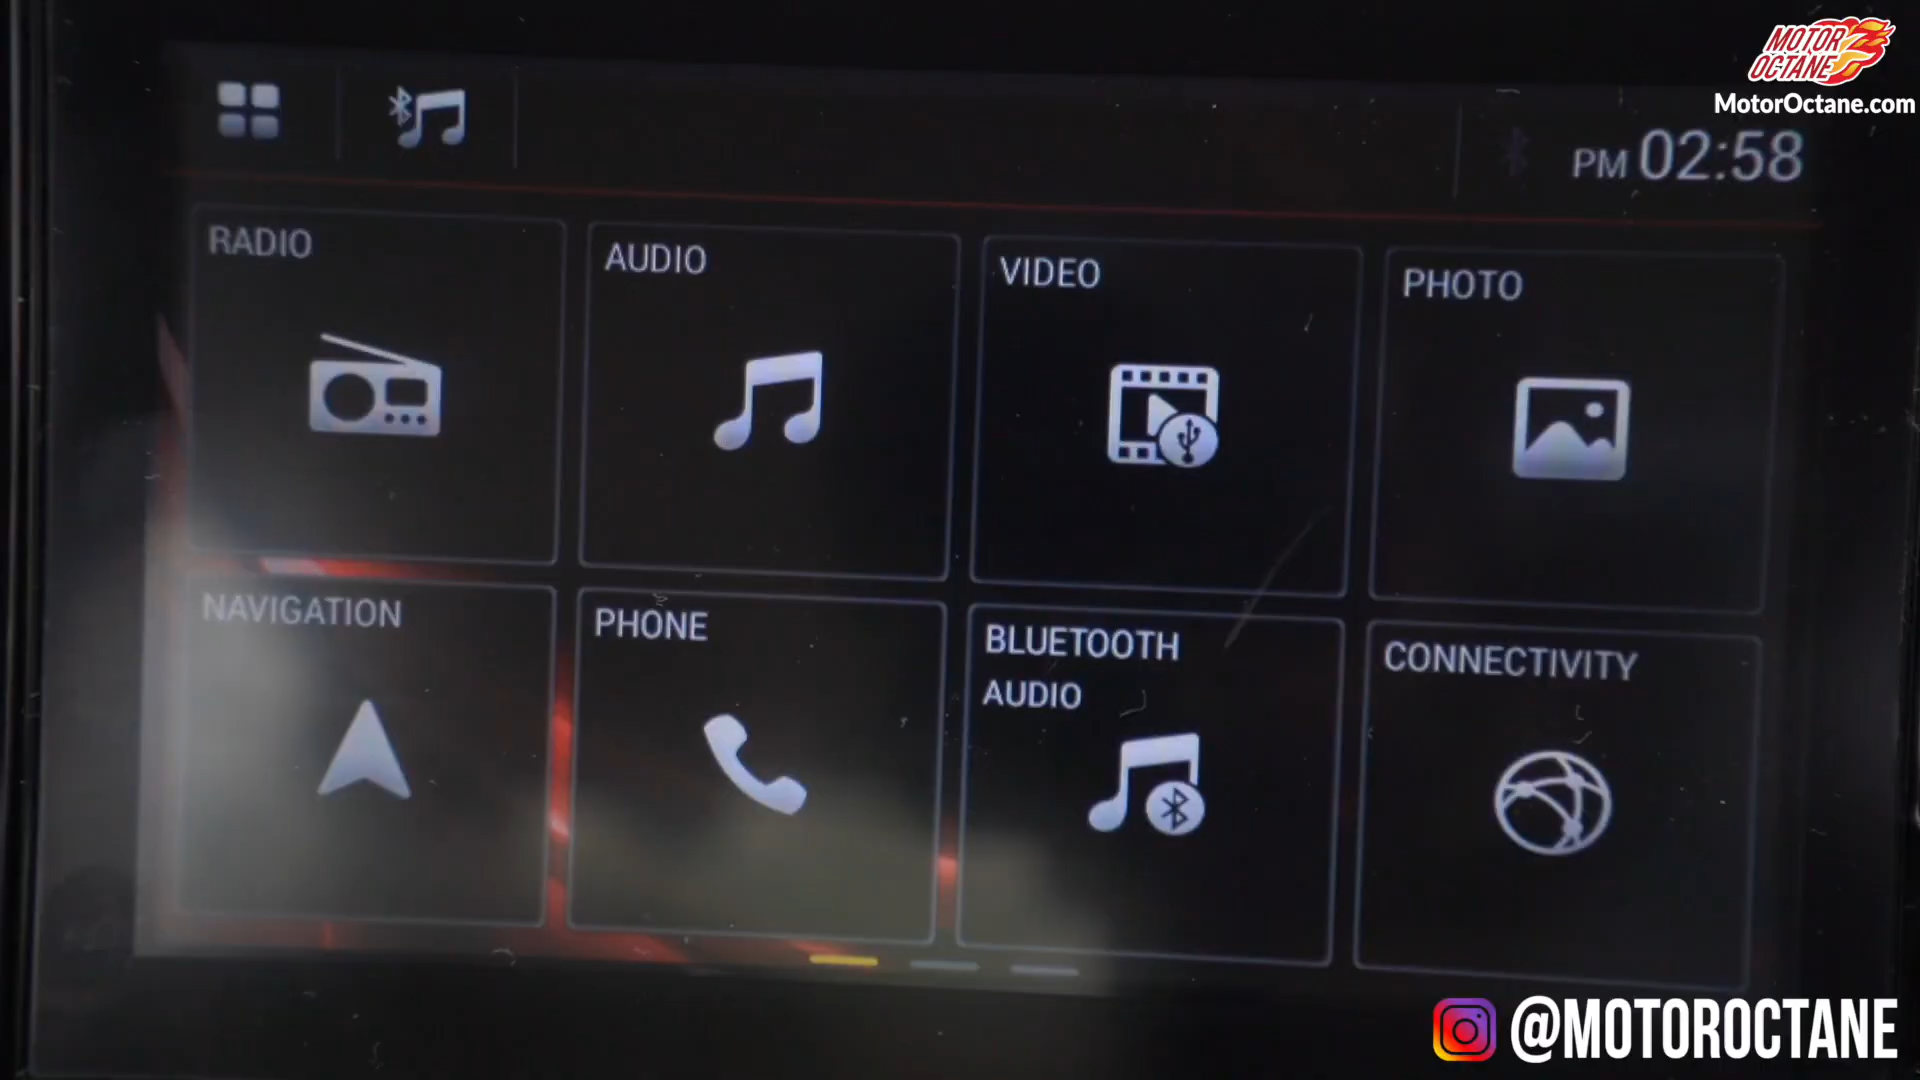 MOTOR
OCTANE
MotorOctane.com
PM 02:58
RADIO
AUDIO
VIDEO
PHOTO
NAVIGATION
PHONE
BLUETOOTH
AUDIO
CONNECTIVITY
@MOTOROCTANE